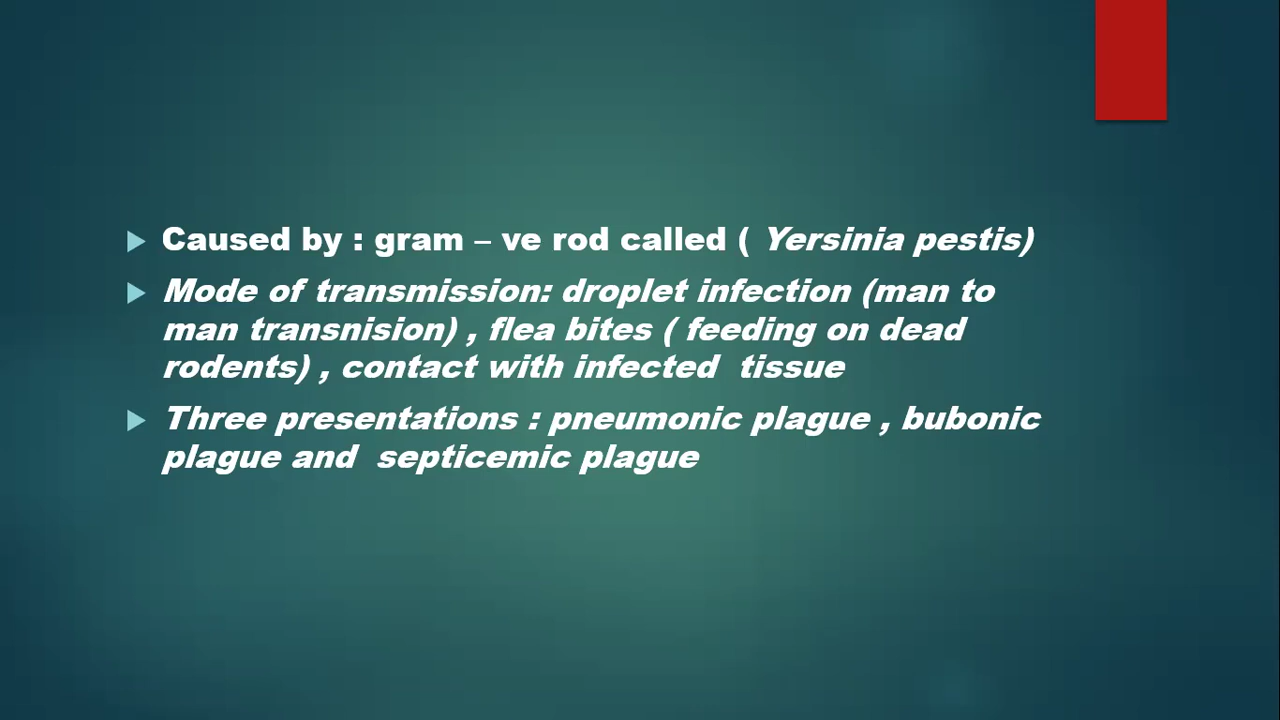 Caused by : gram – ve rod called ( Yersinia pestis)
Mode of transmission: droplet infection (man to
man transnision) , flea bites ( feeding on dead
rodents) , contact with infected  tissue
Three presentations : pneumonic plague , bubonic
plague and  septicemic plague